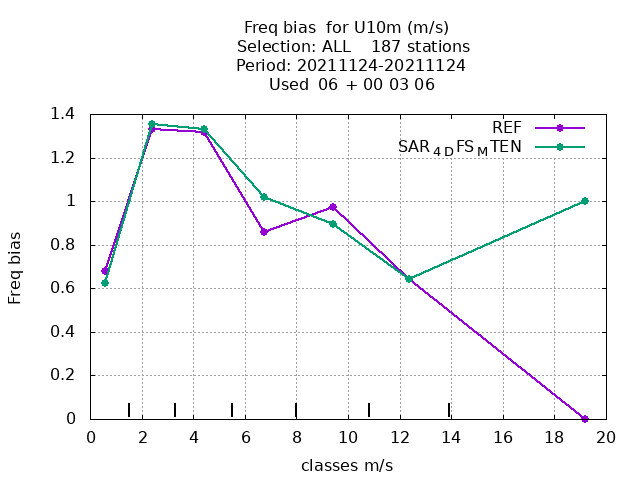 Freq bias  for U10m (m/s)
Selection: ALL    187 stations
Period: 20211124-20211124
Used  06 + 00 03 06
REF
SAR4DFSMTEN
1.4
1.2
1
0.8
0.6
0.4
0.2
0
Freq bias
0 2 4 6 8 10 12 14 16 18 20
classes m/s